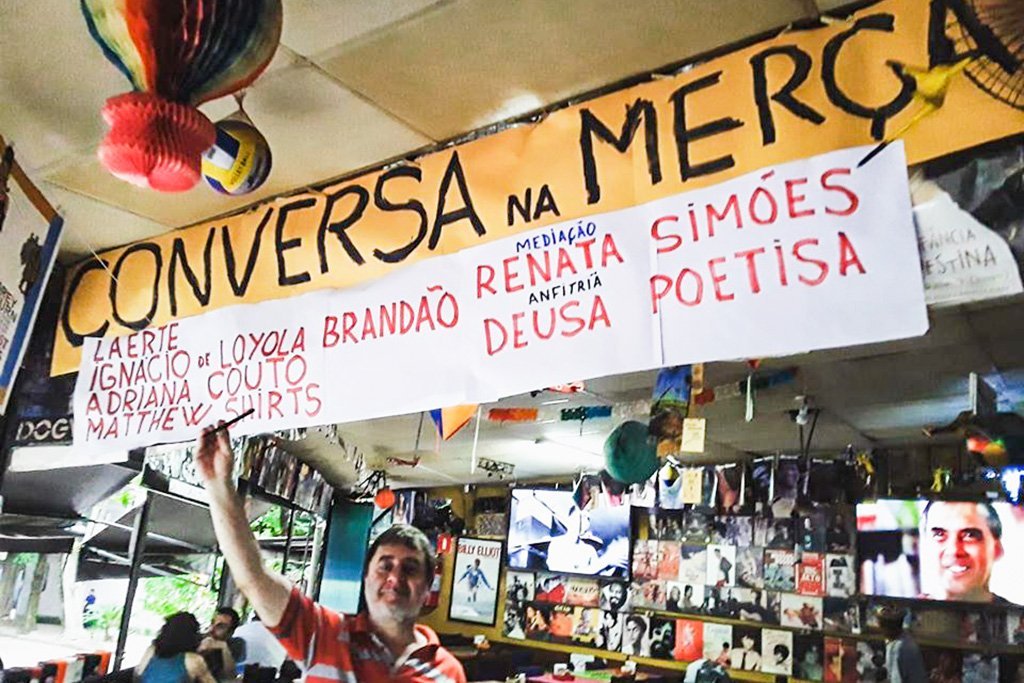 CONVERSA NA MERÇA
LAERTE
IGNÁCIO DE LOYOLA BRANDÃO
ADRIANA COUTO
MATTHEW SHIRTS
MEDIAÇÃO
RENATA SIMÕES
ANFITRIÃ
DEUSA POETISA
DOG
BILLY ELLIOT